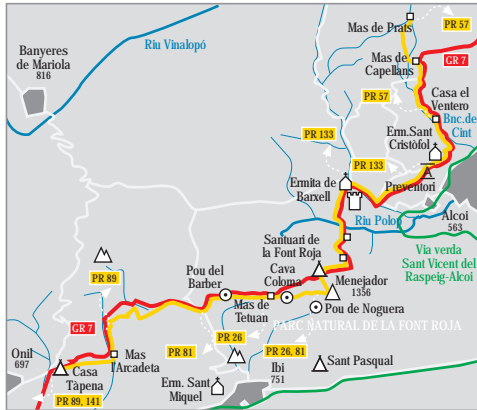 Mas de Prats
PR 57
Banyeres
de Mariola
816
Riu Vinalopó
Mas de
Capellans
GR 7
PR 57
Casa el
Ventero
Bnc.de
Cint
PR 133
Erm.Sant
Cristòfol
PR 133
Preventori
Ermita de
Barxell
Riu Polop
Alcoi
563
Via verda
Sant Vicent del
Raspeig-Alcoi
Santuari de
la Font Roja
Cava
Coloma
Menejador
1356
Pou del
Barber
Mas de
Tetuan
Pou de Noguera
PARC NATURAL DE LA FONT ROJA
PR 89
GR 7
PR 26
PR 81
PR 26, 81
Onil
697
Mas
l'Arcadeta
Casa
Tàpena
PR 89, 141
Erm. Sant
Miquel
Ibi
751
Sant Pasqual